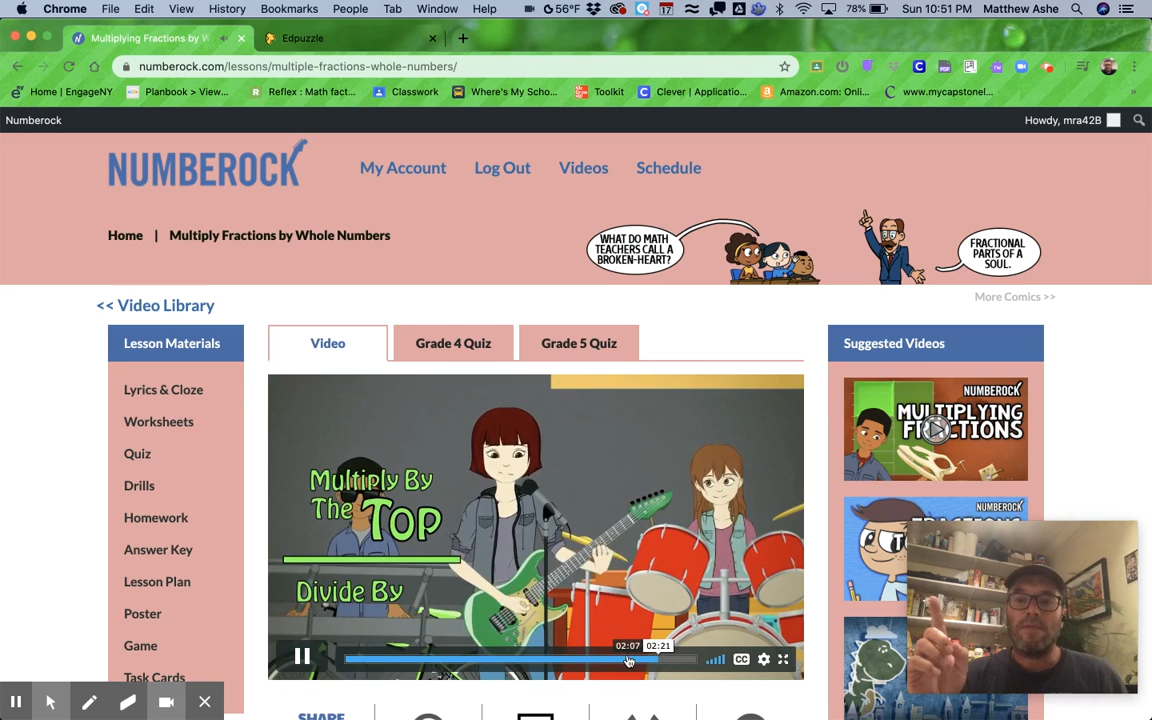 Chrome File Edit View History Bookmarks People Tab Window Help 17 56°F 78% Sun 10:51 PM Matthew Ashe
Multiplying Fractions by W Edpuzzle
numberock.com/lessons/multiple-fractions-whole-numbers/
Home | EngageNY Planbook > View... Reflex : Math fact... Classwork Where's My Scho... Toolkit Clever | Applicatio... Amazon.com: Onli... www.mycapstonel...
Numberock Howdy, mra42B
NUMBEROCK My Account Log Out Videos Schedule
Home | Multiply Fractions by Whole Numbers
WHAT DO MATH
TEACHERS CALL A
BROKEN-HEART?
FRACTIONAL
PARTS OF A
SOUL.
More Comics >>
<< Video Library
Lesson Materials
Lyrics & Cloze
Worksheets
Quiz
Drills
Homework
Answer Key
Lesson Plan
Poster
Game
Task Cards
Video Grade 4 Quiz Grade 5 Quiz
Multiply By
The TOP
Divide By
02:07 02:21
CC
SHARE
Suggested Videos
NUMBEROCK
MULTIPLYING
FRACTIONS
NUMBEROCK